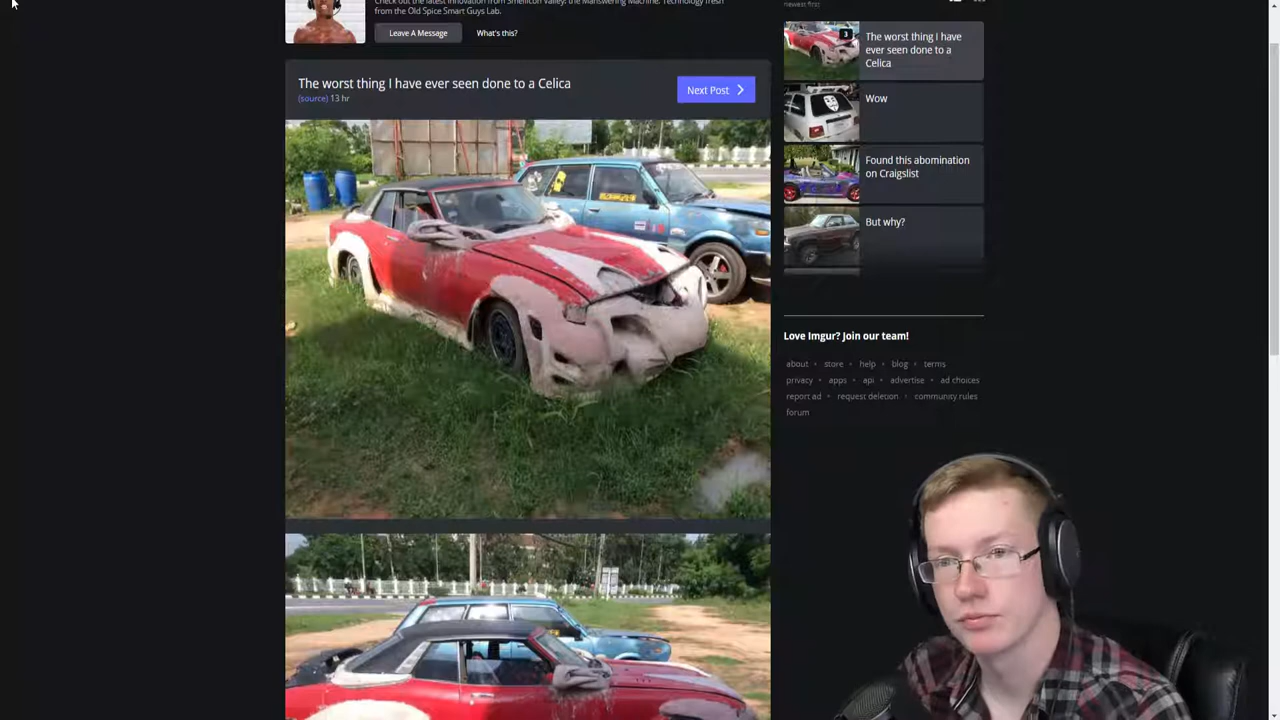 Check out the latest innovation from Smellicon Valley: the Manswering Machine. Technology fresh
from the Old Spice Smart Guys Lab.
Leave A Message
What's this?
The worst thing I have ever seen done to a Celica
(source) 13 hr
Next Post
newest first
3
The worst thing I have
ever seen done to a
Celica
Wow
Found this abomination
on Craigslist
But why?
Love Imgur? Join our team!
about • store • help • blog • terms
privacy • apps • api • advertise • ad choices
report ad • request deletion • community rules
forum